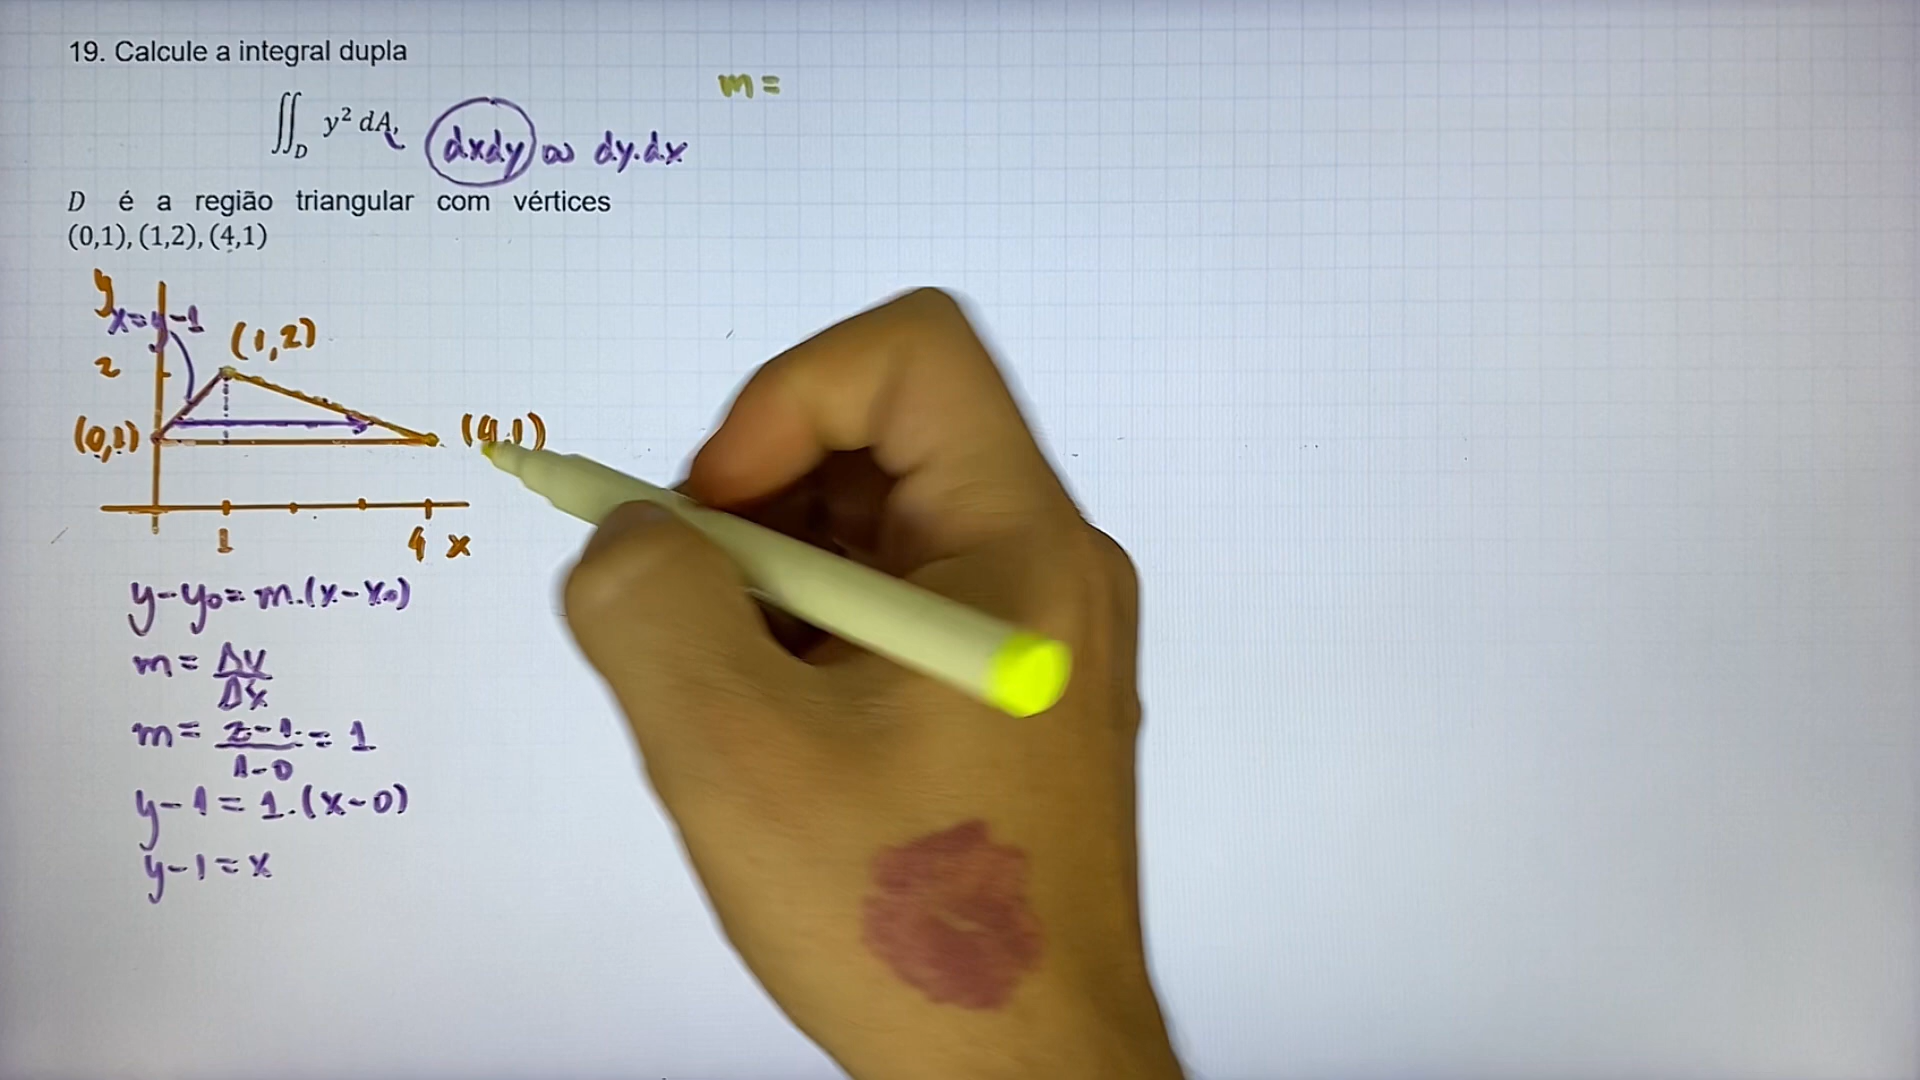 19. Calcule a integral dupla
m =
∬_D y² dA, dxdy ou dy.dx
D é a região triangular com vértices
(0,1), (1,2), (4,1)
y
x=y-1
(1,2)
2
(0,1)
(4,1)
1
4 x
y-y₀= m.(x-x₀)
m = Δy/Δx
m = 2-1/1-0 = 1
y-1 = 1.(x-0)
y-1 = x